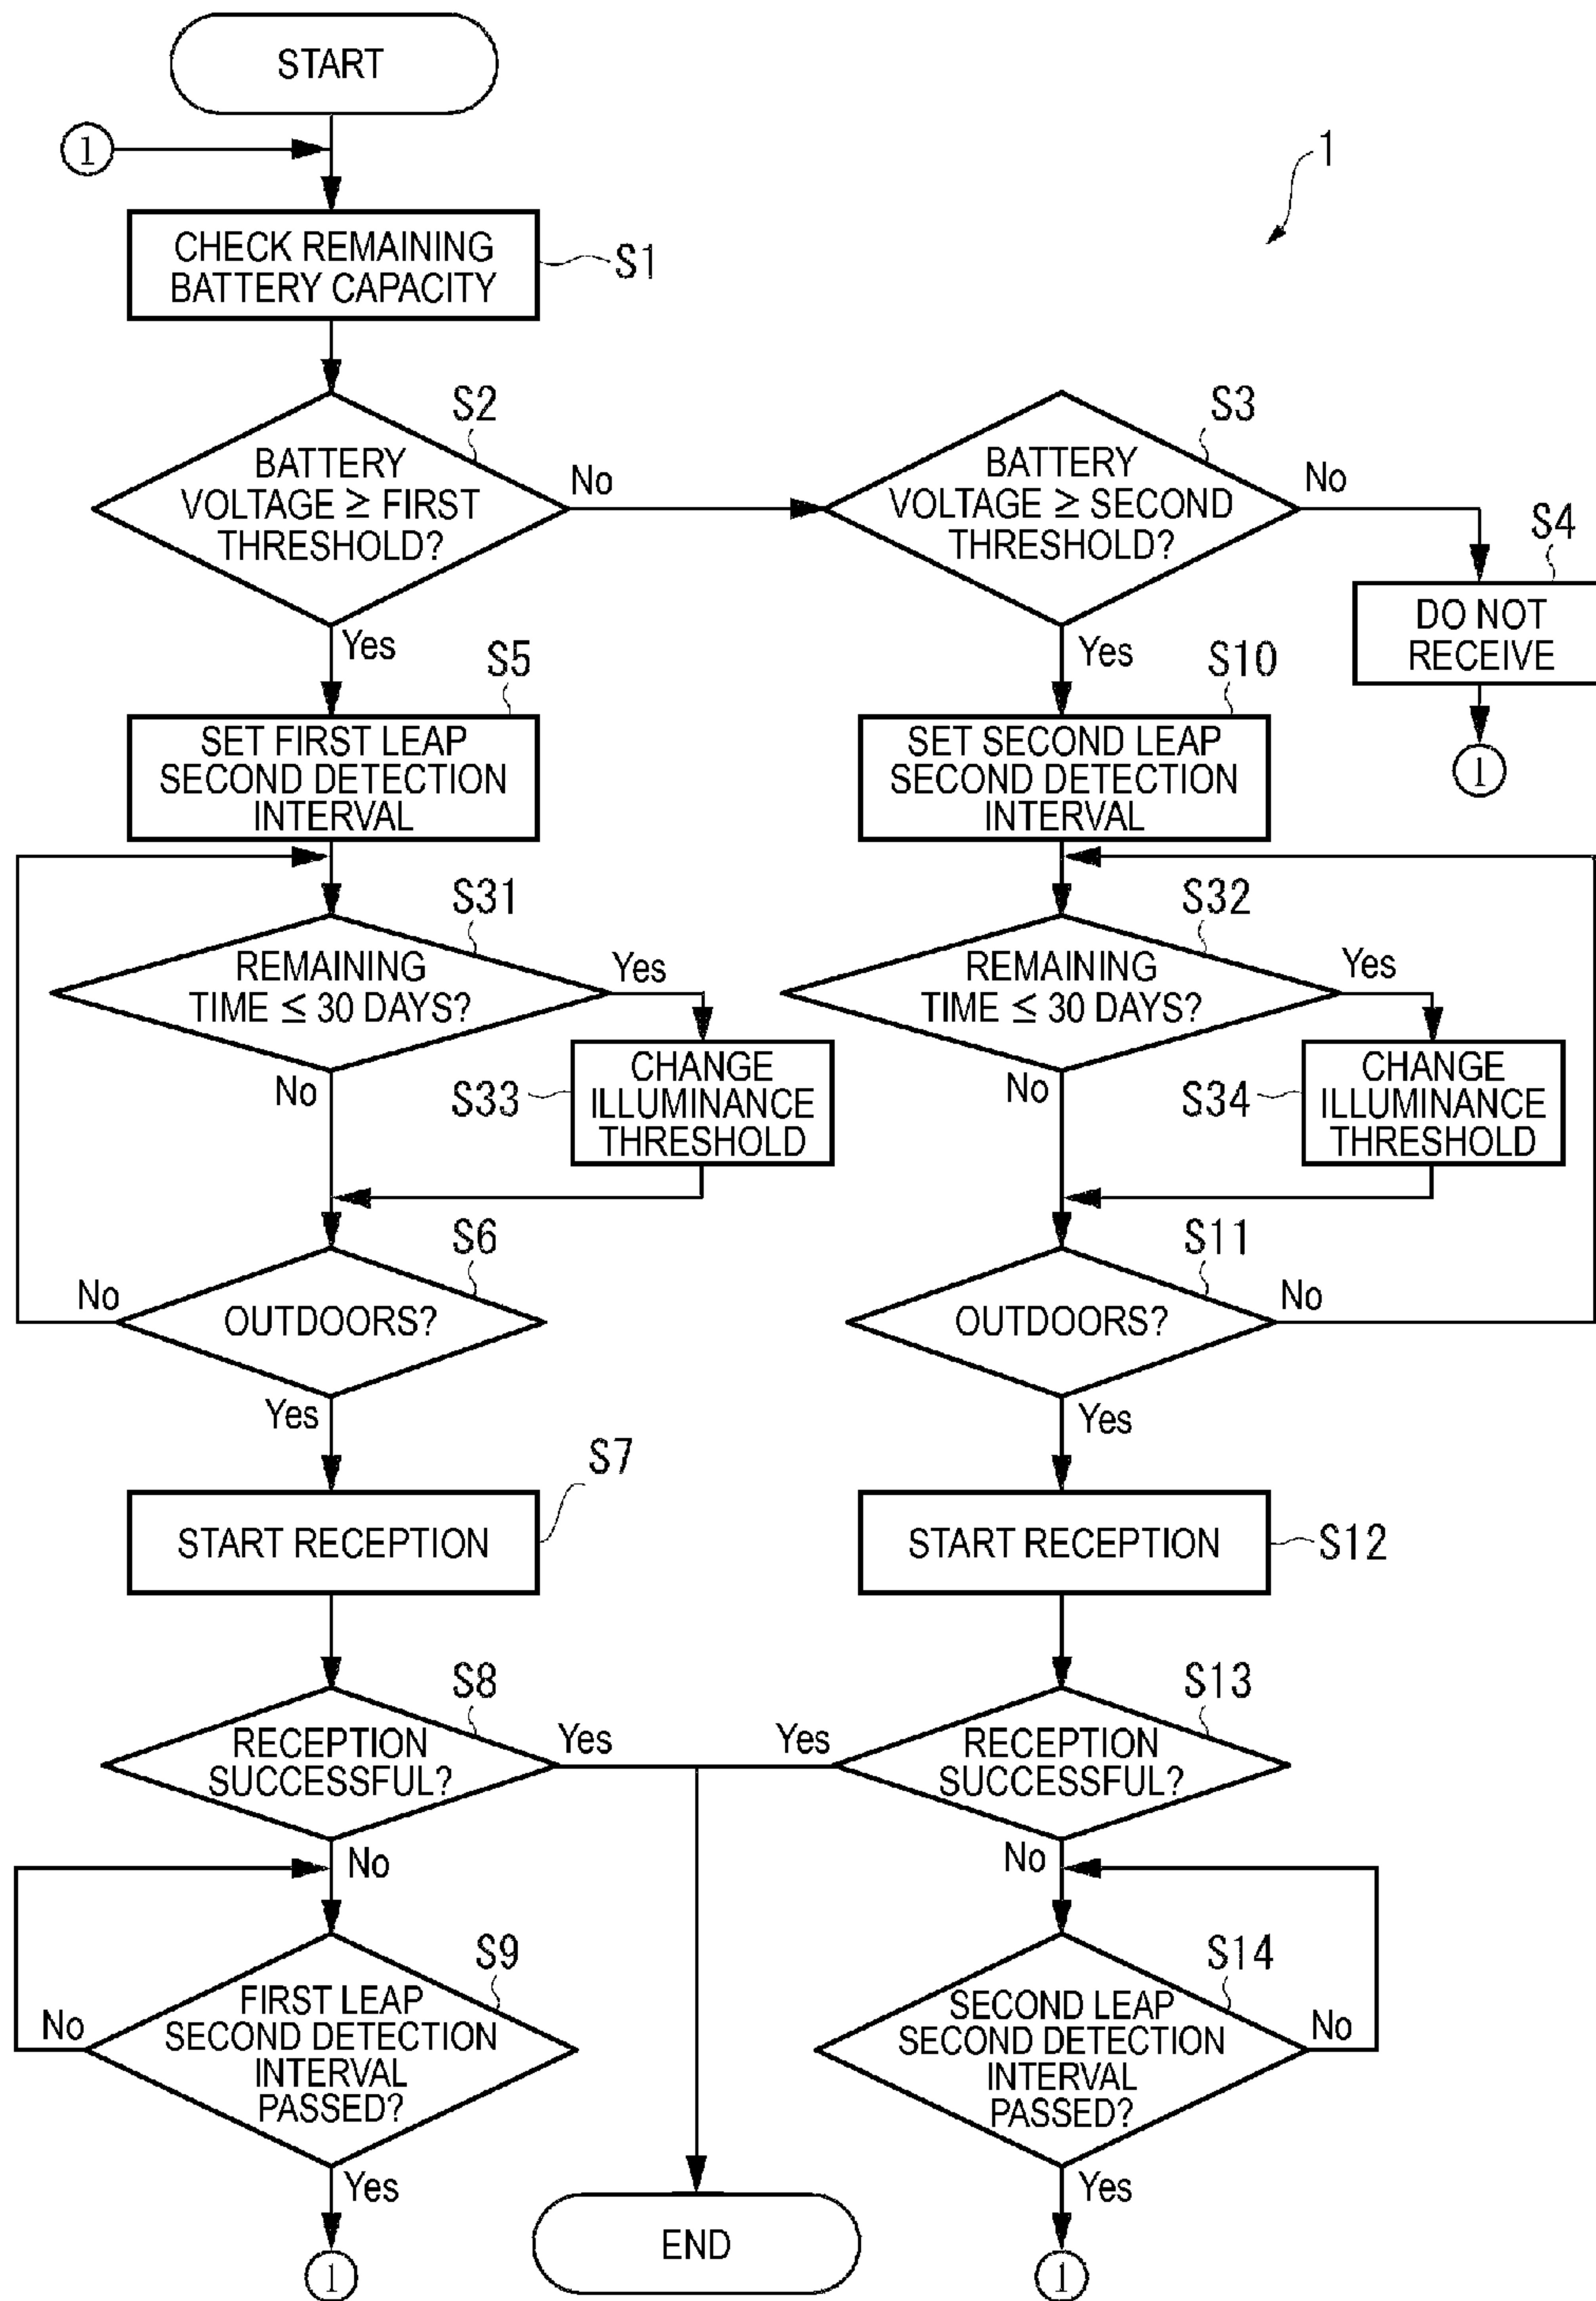 START
1
1
CHECK REMAINING
BATTERY CAPACITY
S1
S2
BATTERY
VOLTAGE ≥ FIRST
THRESHOLD?
No
S3
BATTERY
VOLTAGE ≥ SECOND
THRESHOLD?
No
S4
DO NOT
RECEIVE
1
Yes
S5
SET FIRST LEAP
SECOND DETECTION
INTERVAL
Yes
S10
SET SECOND LEAP
SECOND DETECTION
INTERVAL
S31
REMAINING
TIME ≤ 30 DAYS?
Yes
No
S33
CHANGE
ILLUMINANCE
THRESHOLD
S32
REMAINING
TIME ≤ 30 DAYS?
Yes
No
S34
CHANGE
ILLUMINANCE
THRESHOLD
S6
No
OUTDOORS?
Yes
S11
OUTDOORS?
No
Yes
S7
START RECEPTION
START RECEPTION
S12
S8
RECEPTION
SUCCESSFUL?
Yes
No
S13
Yes
RECEPTION
SUCCESSFUL?
No
S9
No
FIRST LEAP
SECOND DETECTION
INTERVAL
PASSED?
Yes
1
S14
SECOND LEAP
SECOND DETECTION
INTERVAL
PASSED?
No
Yes
1
END